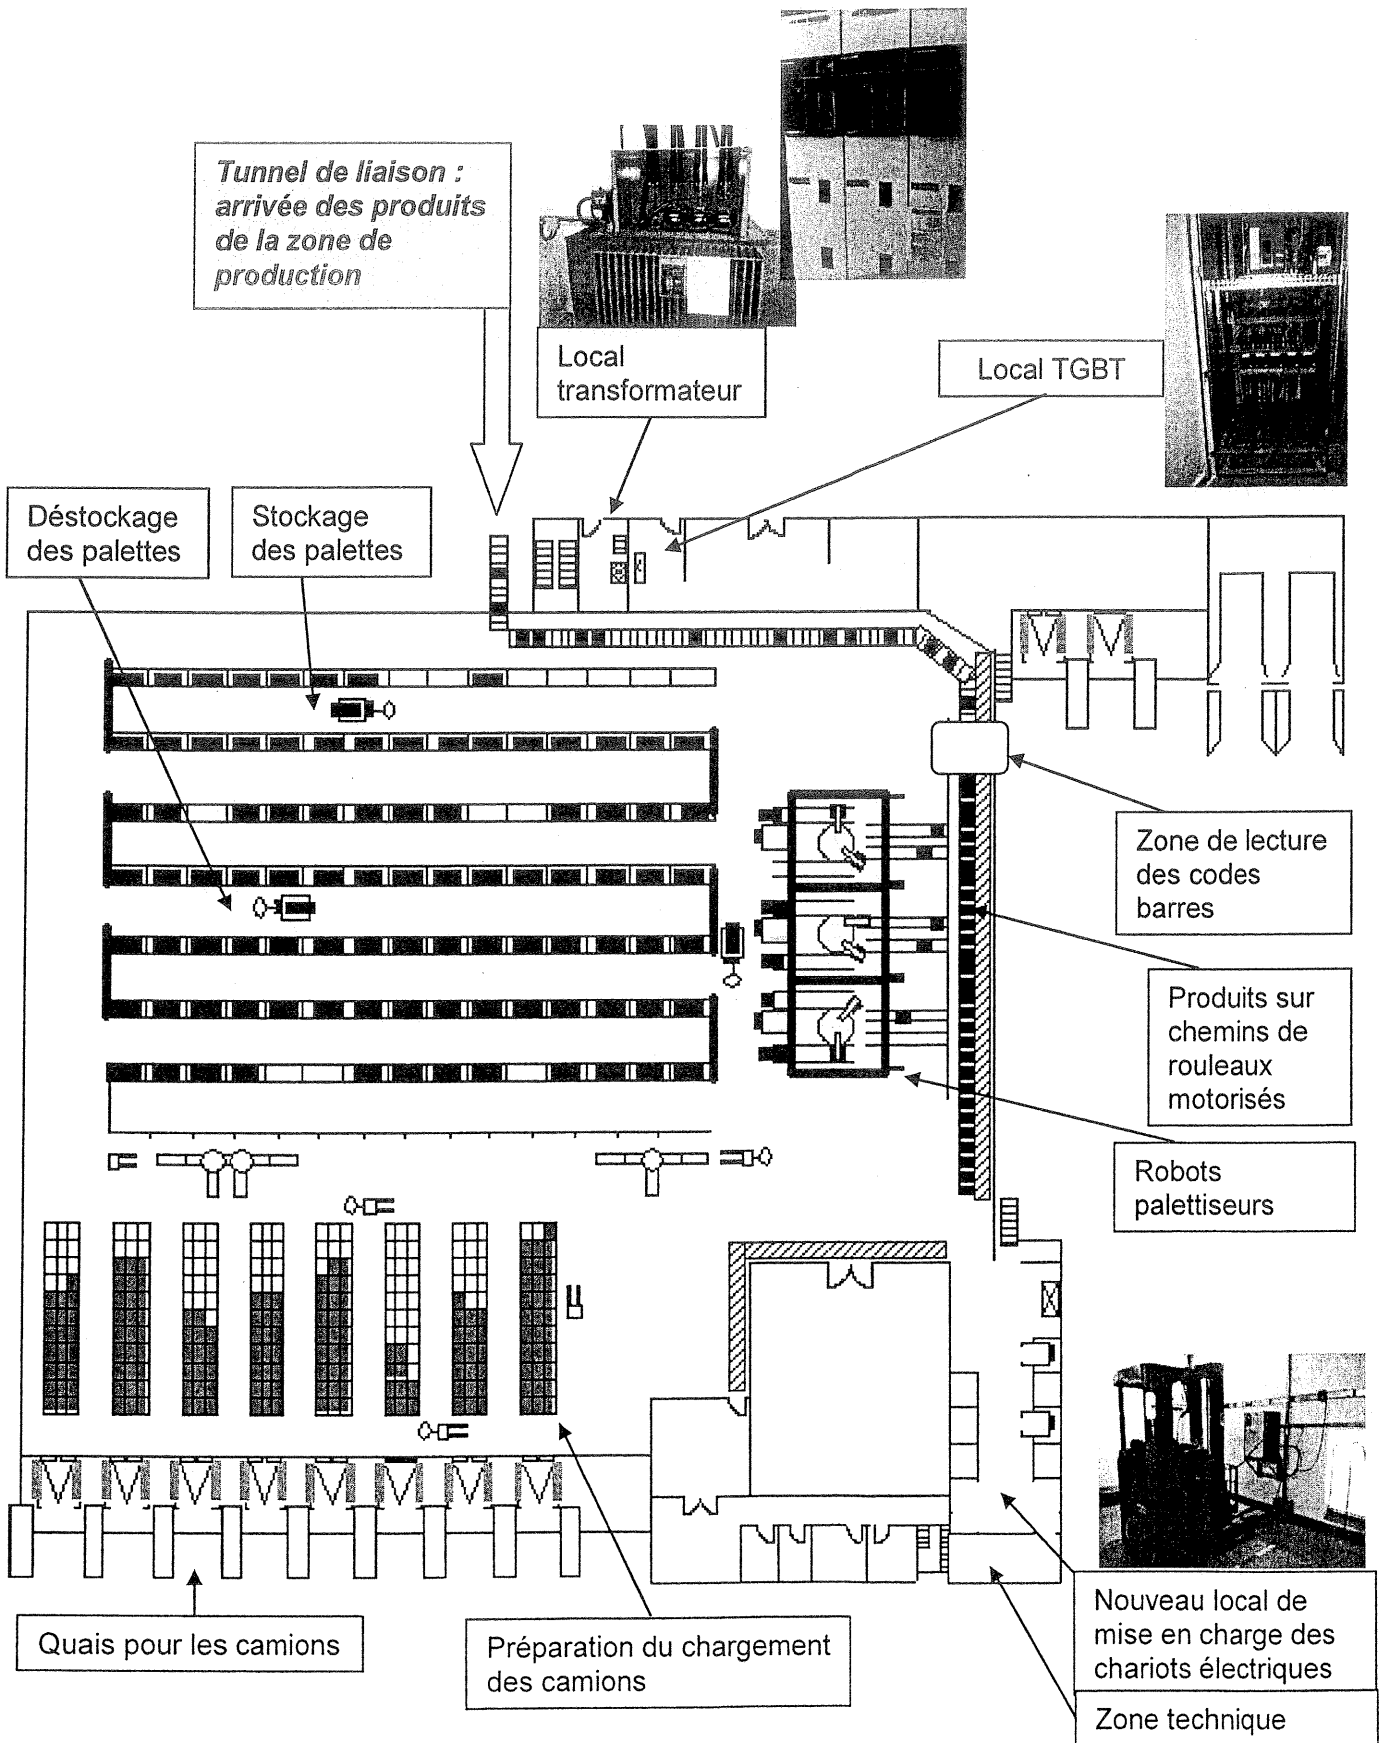 Tunnel de liaison :
arrivée des produits
de la zone de
production
Local
transformateur
Local TGBT
Déstockage
des palettes
Stockage
des palettes
Zone de lecture
des codes
barres
Produits sur
chemins de
rouleaux
motorisés
Robots
palettiseurs
Quais pour les camions
Préparation du chargement
des camions
Nouveau local de
mise en charge des
chariots électriques
Zone technique